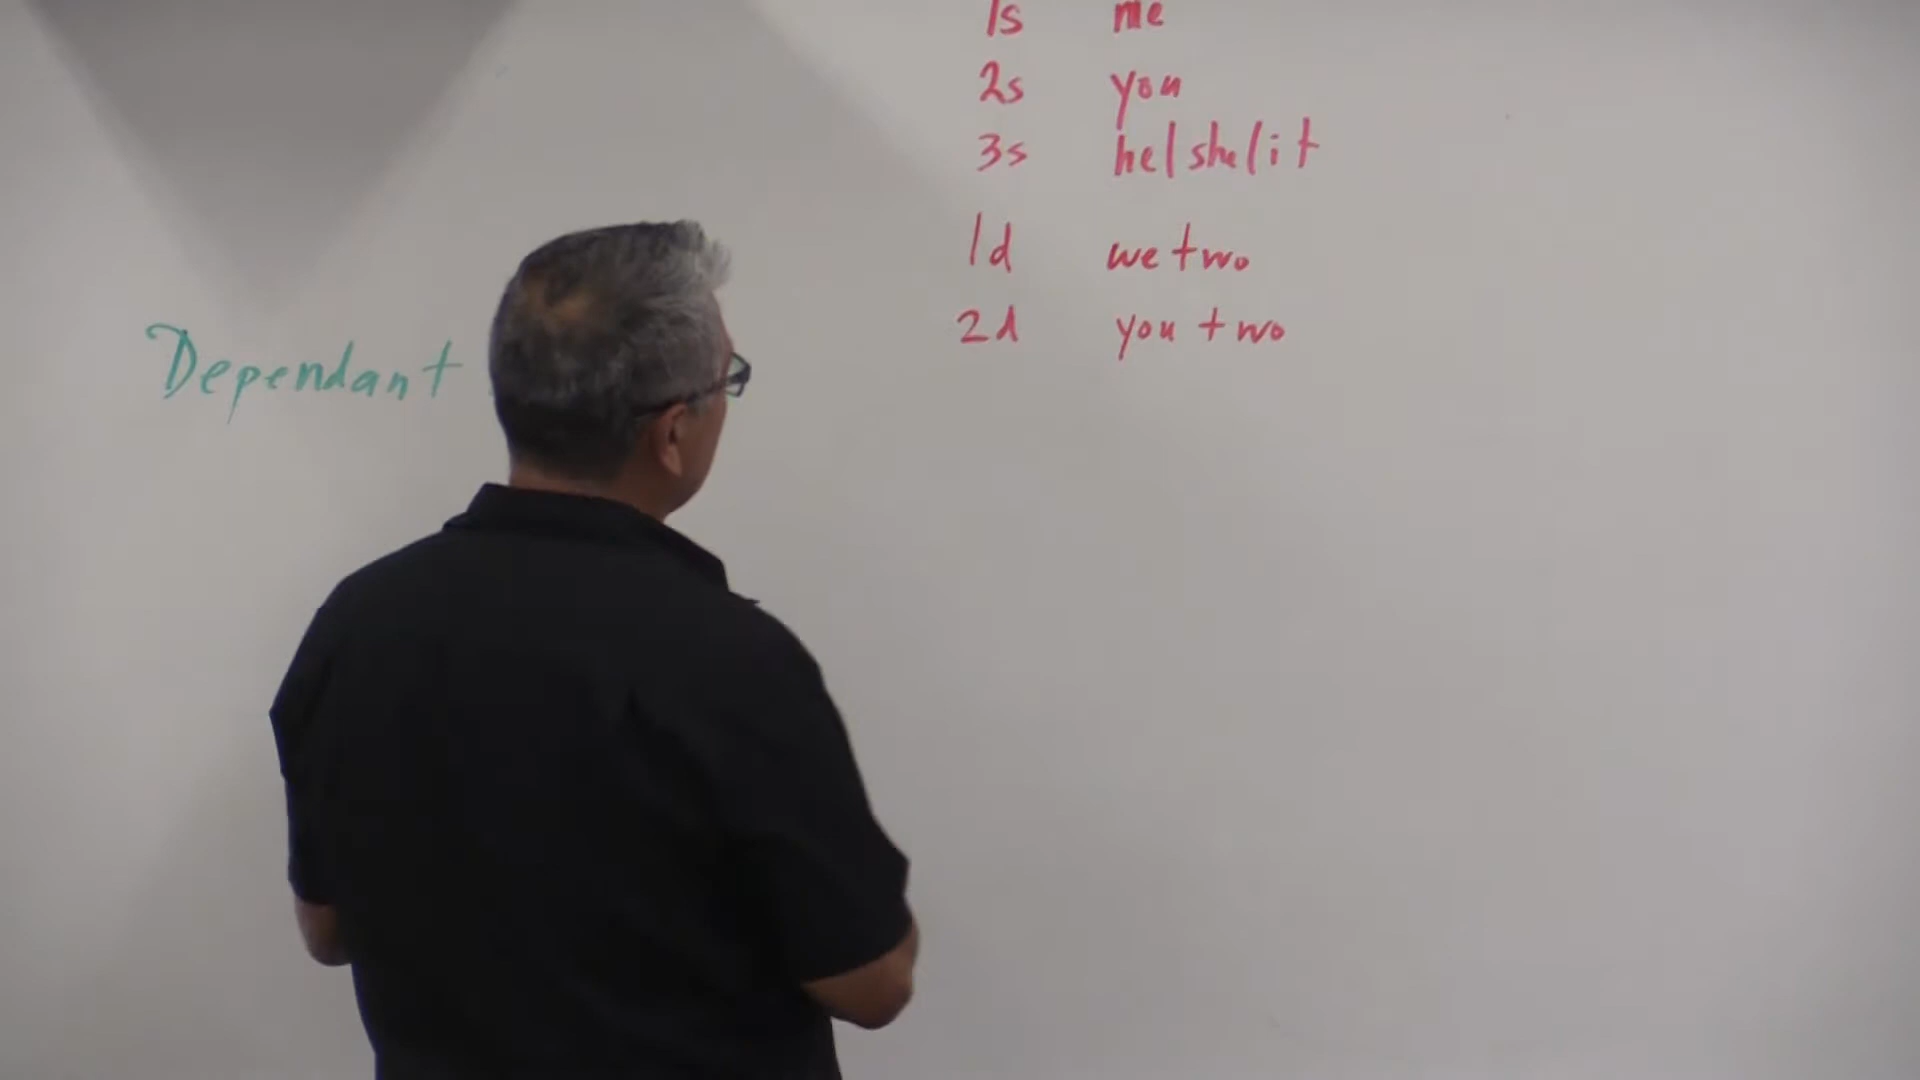 1s me
2s you
3s he/she/it
1d we two
2d you two
Dependant